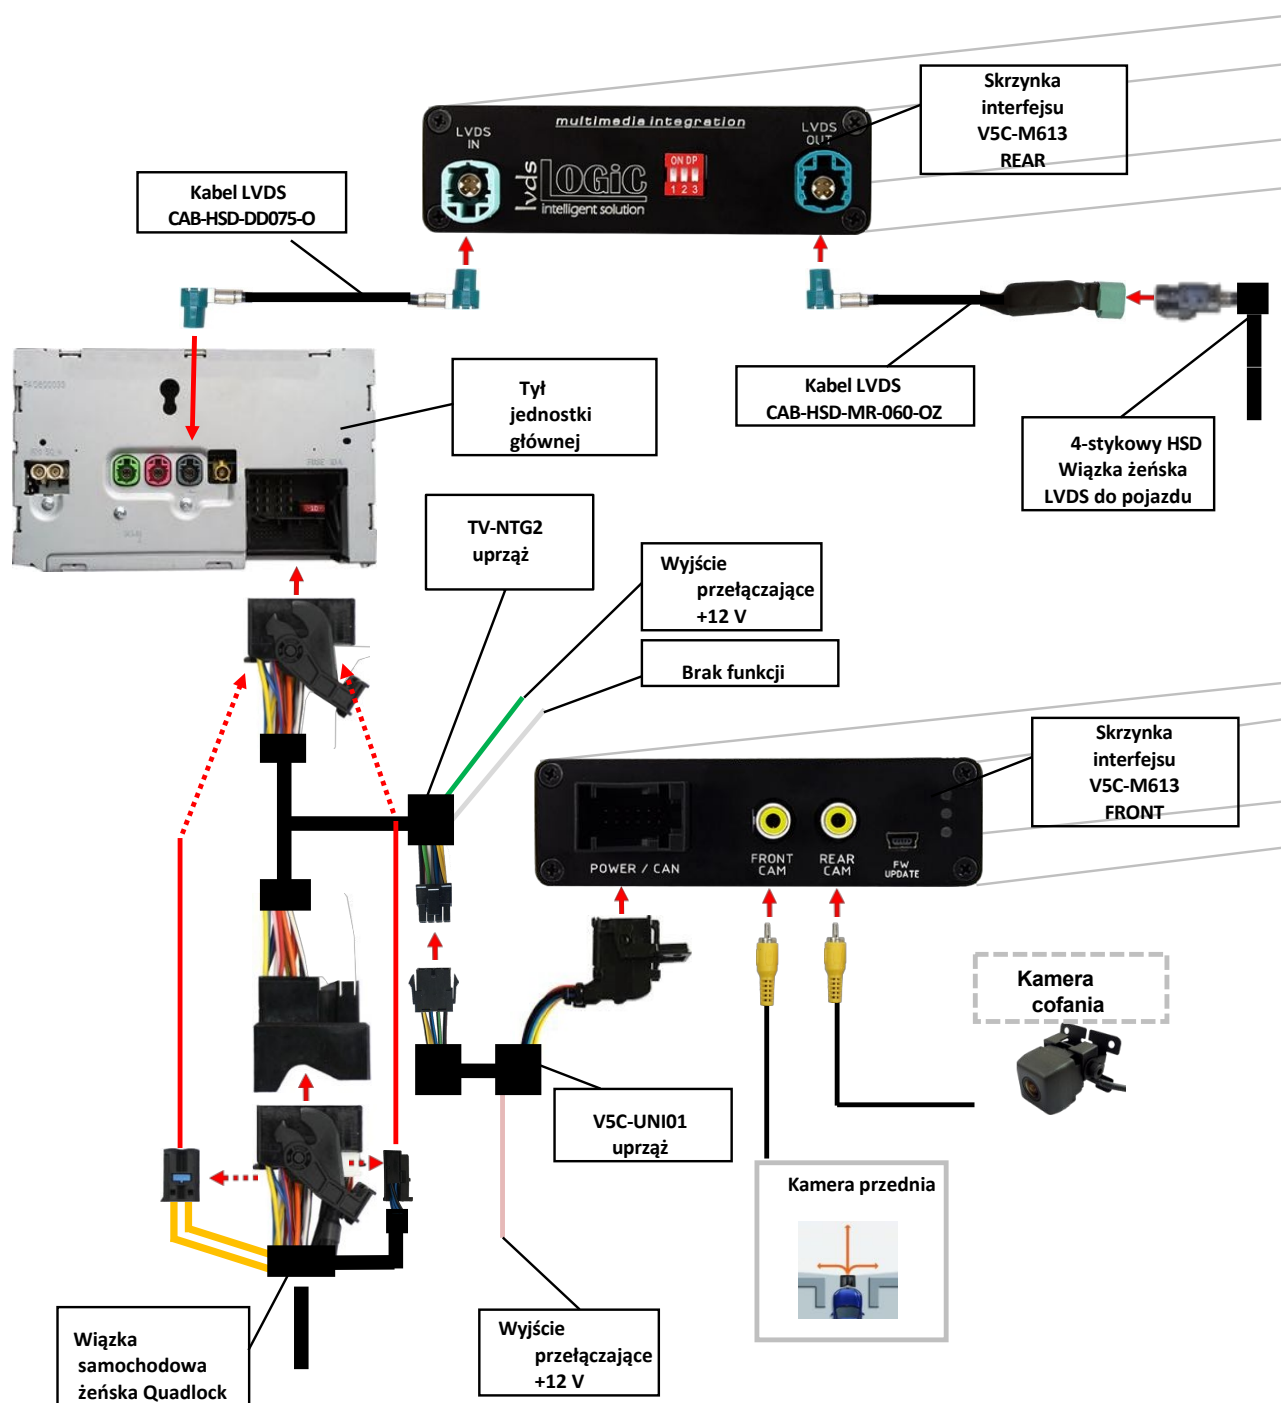 Skrzynka
interfejsu
V5C-M613
REAR
multimedia integration
LVDS
IN
LVDS
OUT
ON DP
1 2 3
lvds
LOGiC
intelligent solution
Kabel LVDS
CAB-HSD-DD075-O
Tył
jednostki
głównej
Kabel LVDS
CAB-HSD-MR-060-OZ
4-stykowy HSD
Wiązka żeńska
LVDS do pojazdu
TV-NTG2
uprząż
Wyjście
przełączające
+12 V
Brak funkcji
Skrzynka
interfejsu
V5C-M613
FRONT
POWER / CAN
FRONT
CAM
REAR
CAM
FW
UPDATE
Kamera
cofania
V5C-UNI01
uprząż
Kamera przednia
Wiązka
samochodowa
żeńska Quadlock
Wyjście
przełączające
+12 V